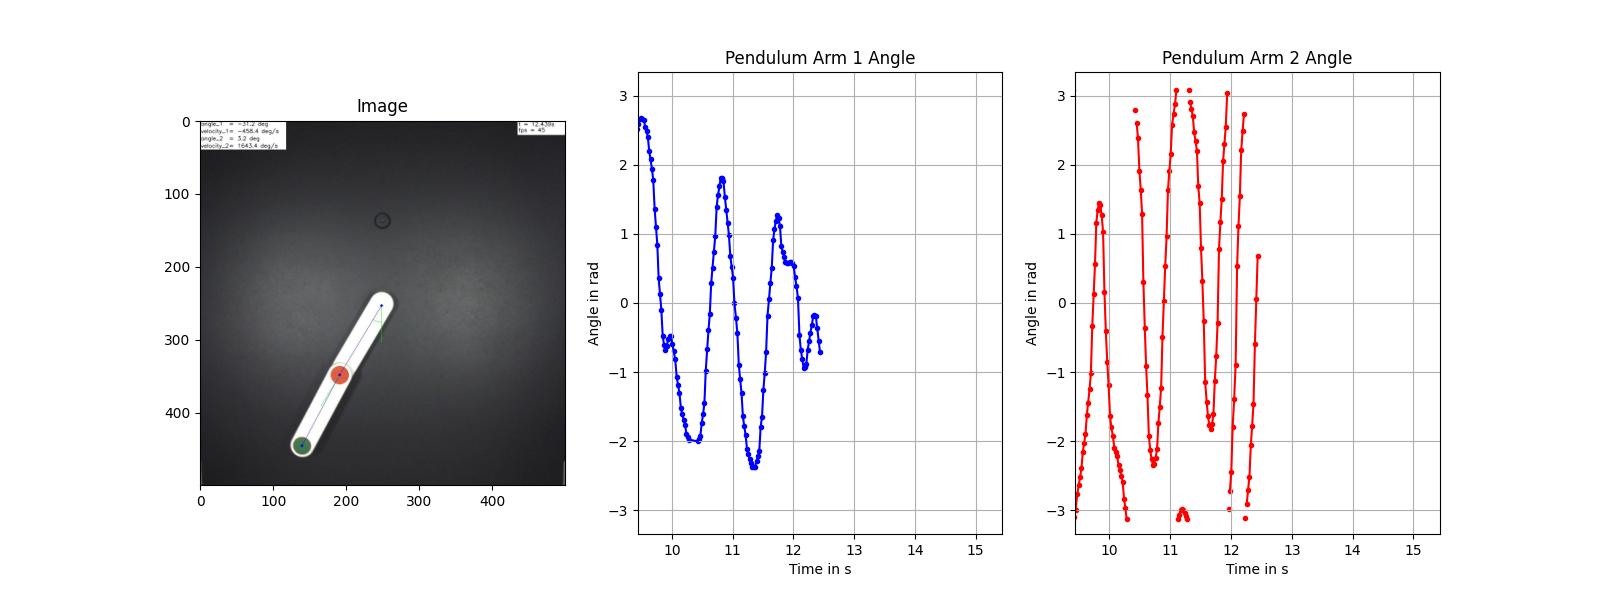 Image
angle_1 = -31.2 deg
velocity_1= -458.4 deg/s
angle_2 = 3.2 deg
velocity_2= 1643.4 deg/s
t = 12.439s
fps = 45
0
100
200
300
400
0 100 200 300 400
Pendulum Arm 1 Angle
Angle in rad
3
2
1
0
−1
−2
−3
10 11 12 13 14 15
Time in s
Pendulum Arm 2 Angle
Angle in rad
3
2
1
0
−1
−2
−3
10 11 12 13 14 15
Time in s